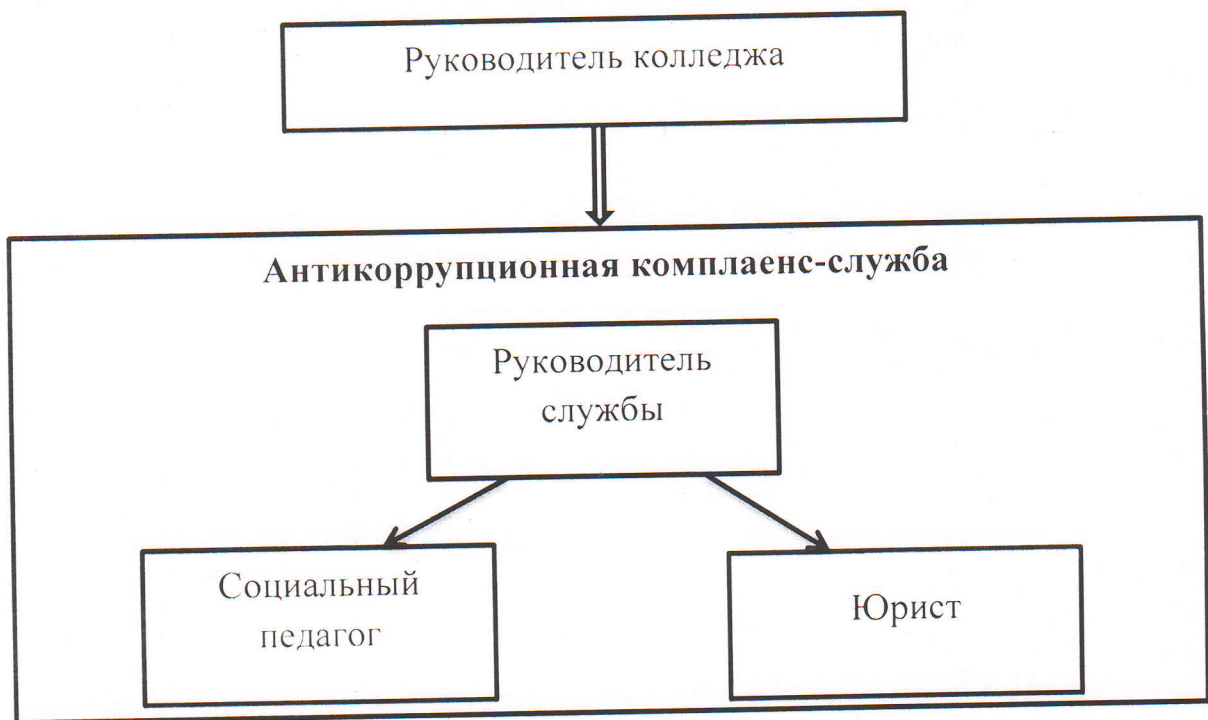 Руководитель колледжа
Антикоррупционная комплаенс-служба
Руководитель
службы
Социальный
педагог
Юрист